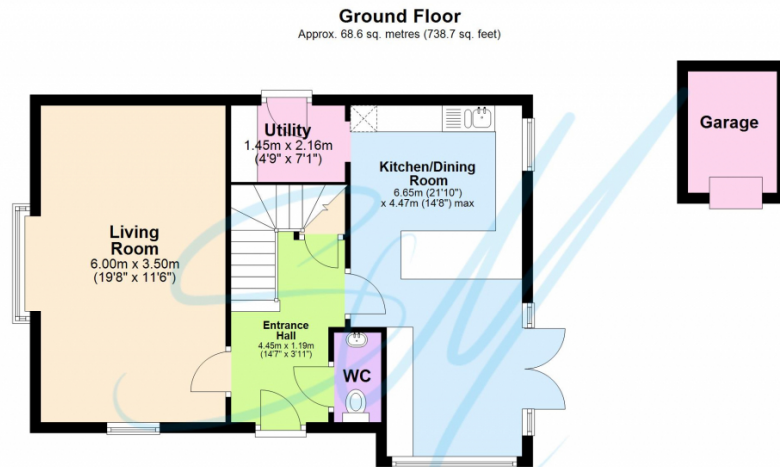 Ground Floor
Approx. 68.6 sq. metres (738.7 sq. feet)
Utility
1.45m x 2.16m
(4'9" x 7'1")
Kitchen/Dining
Room
6.65m (21'10")
x 4.47m (14'8") max
Garage
Living
Room
6.00m x 3.50m
(19'8" x 11'6")
Entrance
Hall
4.45m x 1.19m
(14'7" x 3'11")
WC